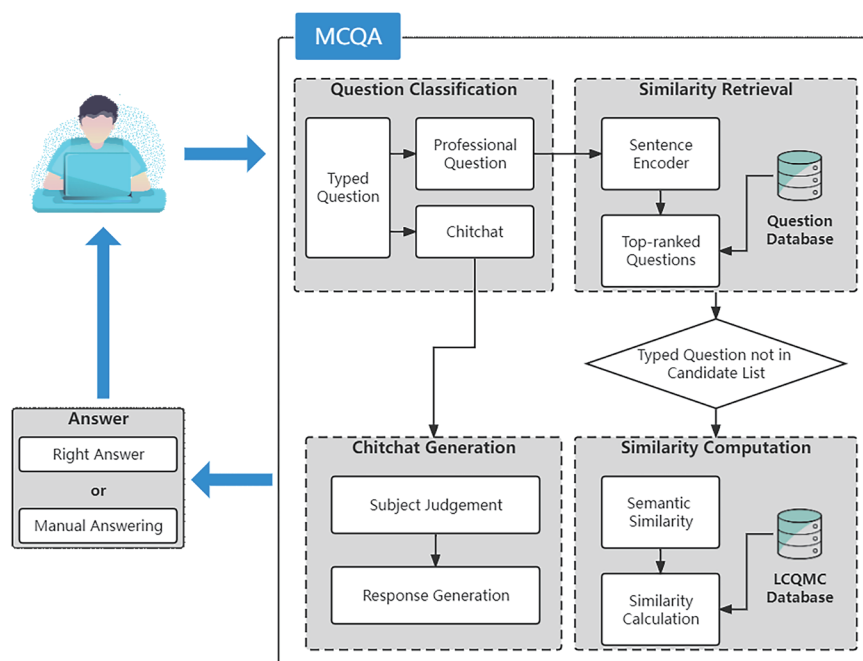 MCQA
Question Classification
Typed
Question
Professional
Question
Chitchat
Similarity Retrieval
Sentence
Encoder
Top-ranked
Questions
Question
Database
Typed Question not in
Candidate List
Answer
Right Answer
or
Manual Answering
Chitchat Generation
Subject Judgement
Response Generation
Similarity Computation
Semantic
Similarity
Similarity
Calculation
LCQMC
Database